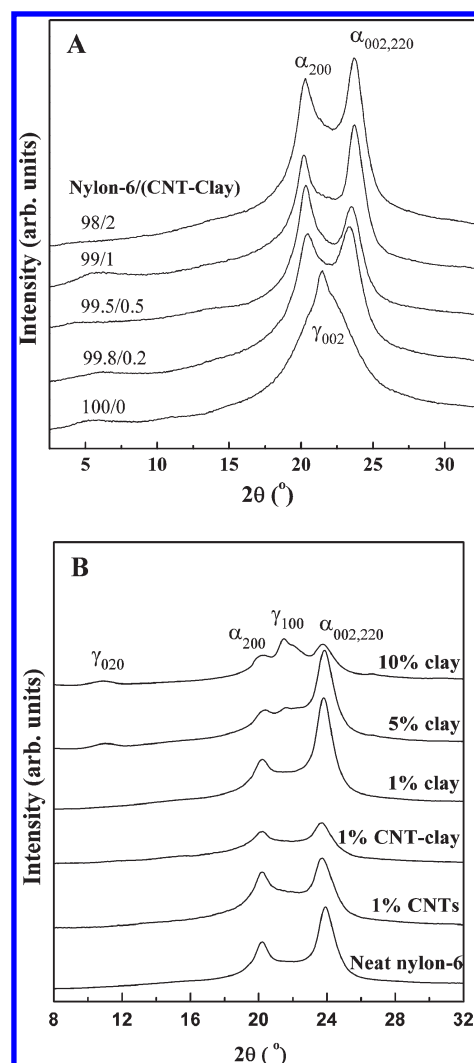 A
α200
α002,220
Nylon-6/(CNT-Clay)
98/2
99/1
99.5/0.5
99.8/0.2
γ002
100/0
Intensity (arb. units)
5 10 15 20 25 30
2θ (°)
B
γ020
α200
γ100
α002,220
10% clay
5% clay
1% clay
1% CNT-clay
1% CNTs
Neat nylon-6
Intensity (arb. units)
8 12 16 20 24 28 32
2θ (°)